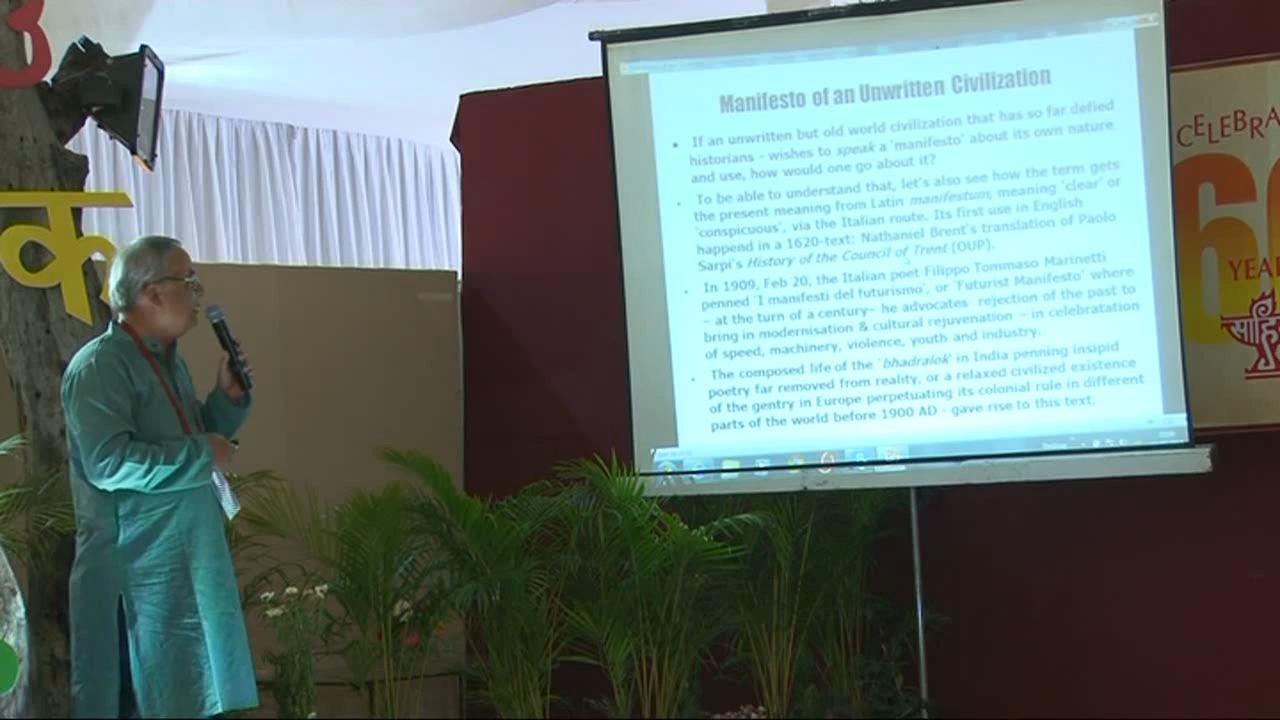 Manifesto of an Unwritten Civilization
If an unwritten but old world civilization that has so far defied
historians - wishes to speak a 'manifesto' about its own nature
and use, how would one go about it?
To be able to understand that, let's also see how the term gets
the present meaning from Latin manifestum, meaning 'clear' or
'conspicuous', via the Italian route. Its first use in English
happend in a 1620-text: Nathaniel Brent's translation of Paolo
Sarpi's History of the Council of Trent (OUP).
In 1909, Feb 20, the Italian poet Filippo Tommaso Marinetti
penned 'I manifesti del futurismo', or 'Futurist Manifesto' where
– at the turn of a century– he advocates rejection of the past to
bring in modernisation & cultural rejuvenation – in celebratation
of speed, machinery, violence, youth and industry.
The composed life of the 'bhadralok' in India penning insipid
poetry far removed from reality, or a relaxed civilized existence
of the gentry in Europe perpetuating its colonial rule in different
parts of the world before 1900 AD - gave rise to this text.
CELEBRA
60
YEA
साहि
3
क